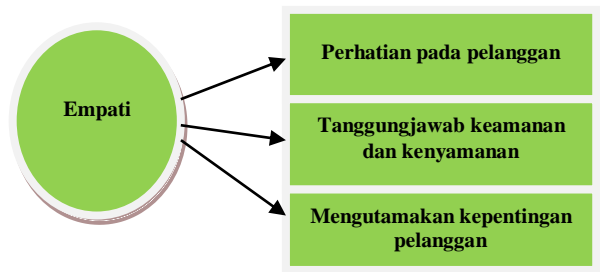 Empati
Perhatian pada pelanggan
Tanggungjawab keamanan
dan kenyamanan
Mengutamakan kepentingan
pelanggan